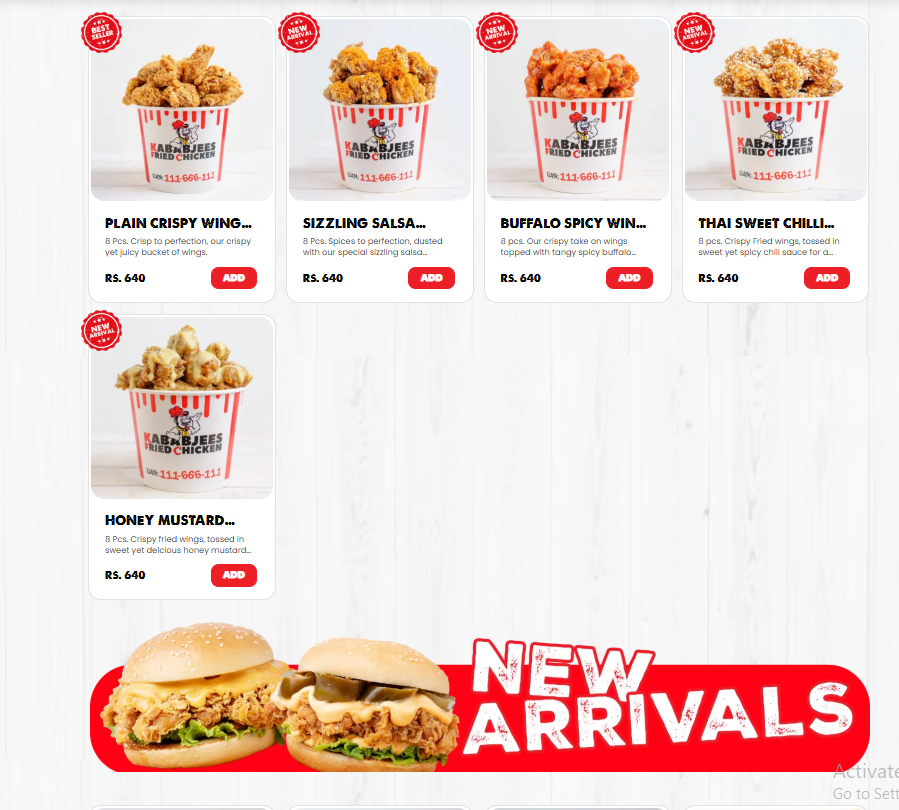 BEST SELLER
NEW ARRIVAL
NEW ARRIVAL
NEW ARRIVAL
KABABJEES
FRIED CHICKEN
UAN: 111-666-111
KABABJEES
FRIED CHICKEN
UAN: 111-666-111
KABABJEES
FRIED CHICKEN
UAN: 111-666-111
KABABJEES
FRIED CHICKEN
UAN: 111-666-111
PLAIN CRISPY WING...
8 Pcs. Crisp to perfection, our crispy
yet juicy bucket of wings.
RS. 640
ADD
SIZZLING SALSA...
8 Pcs. Spices to perfection, dusted
with our special sizzling salsa...
RS. 640
ADD
BUFFALO SPICY WIN...
8 pcs. Our crispy take on wings
topped with tangy spicy buffalo...
RS. 640
ADD
THAI SWEET CHILLI...
8 pcs. Crispy Fried wings, tossed in
sweet yet spicy chili sauce for a...
RS. 640
ADD
NEW ARRIVAL
KABABJEES
FRIED CHICKEN
UAN: 111-666-111
HONEY MUSTARD...
8 Pcs. Crispy fried wings, tossed in
sweet yet delcious honey mustard...
RS. 640
ADD
NEW
ARRIVALS
Activate
Go to Sett